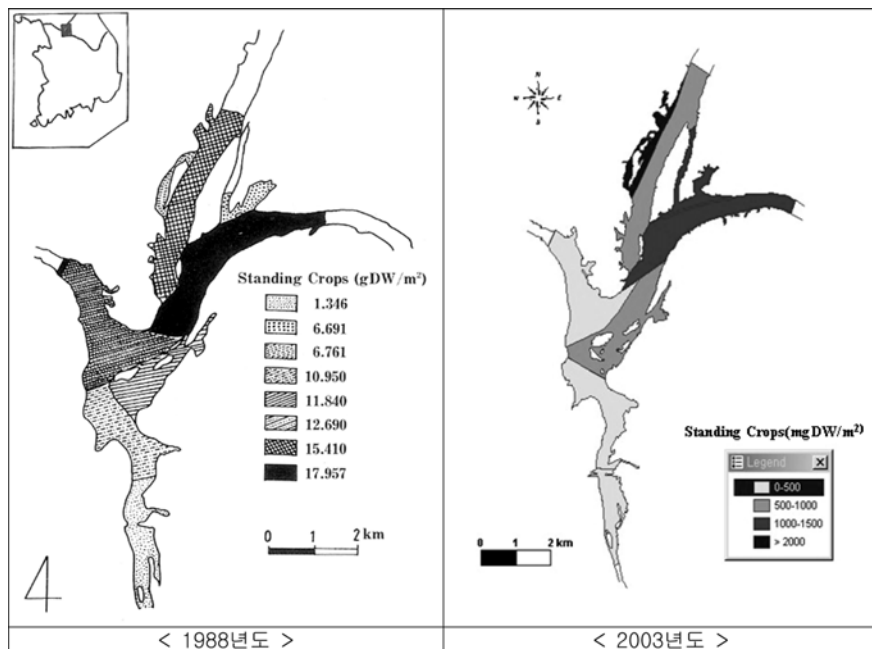 Standing Crops (gDW/m²)
1.346
6.691
6.761
10.950
11.840
12.690
15.410
17.957
0 1 2 km
4
N
W E
S
Standing Crops(mgDW/m²)
Legend
0-500
500-1000
1000-1500
> 2000
0 1 2 km
< 1988년도 >
< 2003년도 >